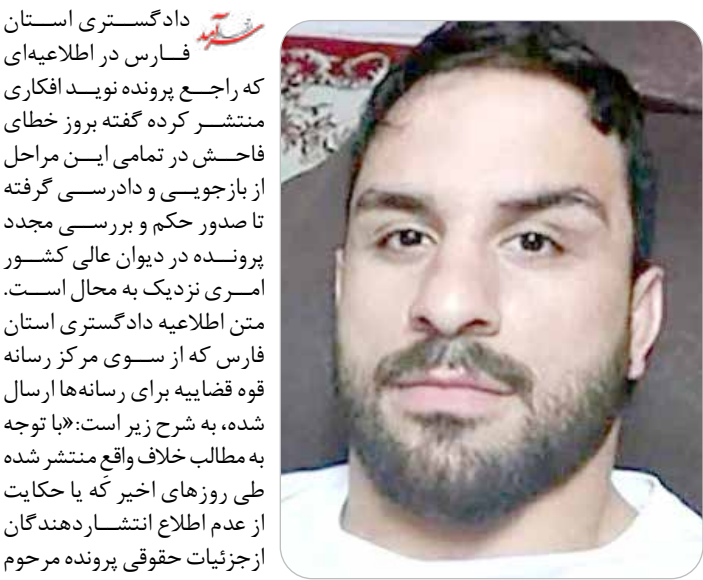 سرآمد
دادگستری استان
فارس در اطلاعیه‌ای
که راجع پرونده نوید افکاری
منتشر کرده گفته بروز خطای
فاحش در تمامی این مراحل
از بازجویی و دادرسی گرفته
تا صدور حکم و بررسی مجدد
پرونده در دیوان عالی کشور
امری نزدیک به محال است.
متن اطلاعیه دادگستری استان
فارس که از سوی مرکز رسانه
قوه قضاییه برای رسانه‌ها ارسال
شده، به شرح زیر است:«با توجه
به مطالب خلاف واقعِ منتشر شده
طی روزهای اخیر که یا حکایت
از عدم اطلاع انتشاردهندگان
ازجزئیات حقوقی پرونده مرحوم